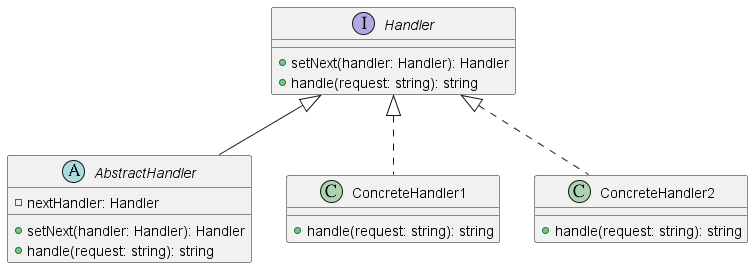 I Handler
setNext(handler: Handler): Handler
handle(request: string): string
A AbstractHandler
nextHandler: Handler
setNext(handler: Handler): Handler
handle(request: string): string
C ConcreteHandler1
handle(request: string): string
C ConcreteHandler2
handle(request: string): string